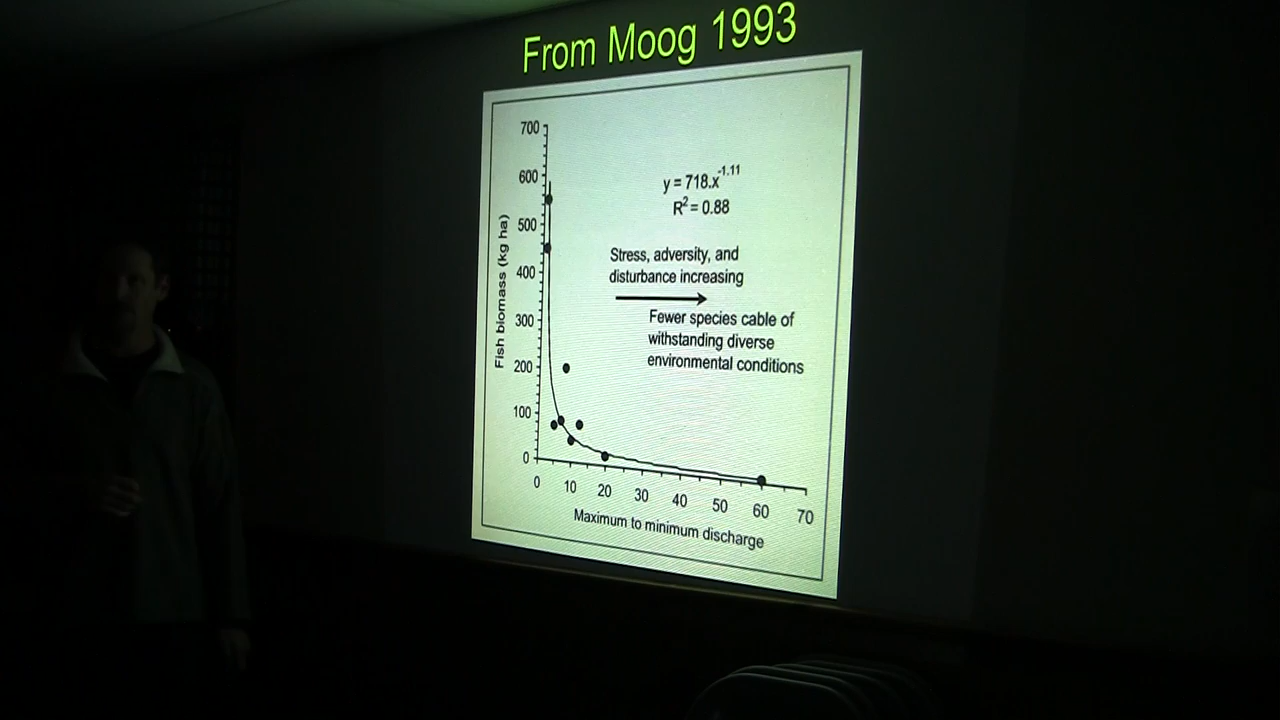 From Moog 1993
700
600
500
400
300
200
100
0
Fish biomass (kg ha)
y = 718.x^-1.11
R² = 0.88
Stress, adversity, and
disturbance increasing
Fewer species cable of
withstanding diverse
environmental conditions
0 10 20 30 40 50 60 70
Maximum to minimum discharge